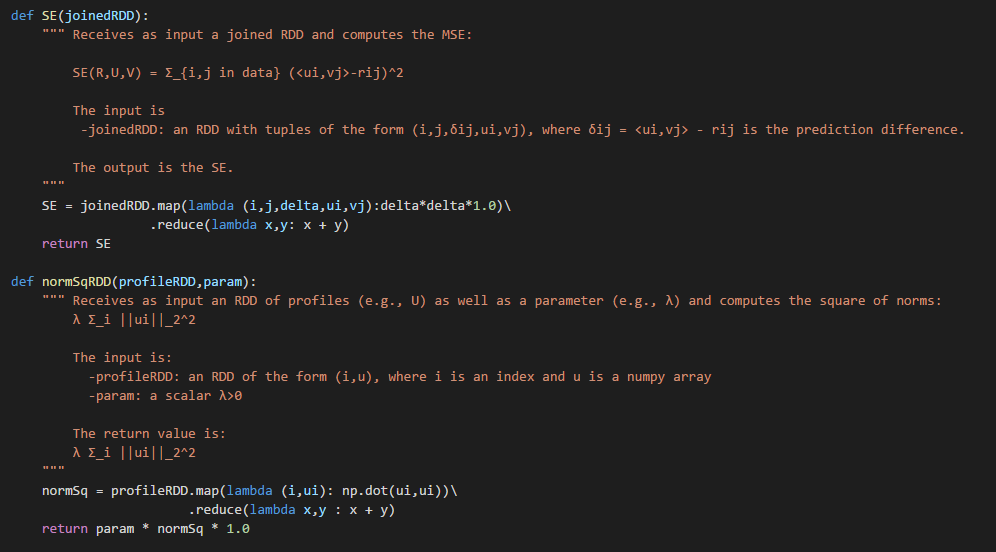 def SE(joinedRDD):
    """ Receives as input a joined RDD and computes the MSE:

        SE(R,U,V) = Σ_{i,j in data} (<ui,vj>-rij)^2

        The input is
         -joinedRDD: an RDD with tuples of the form (i,j,δij,ui,vj), where δij = <ui,vj> - rij is the prediction difference.

        The output is the SE.
    """
    SE = joinedRDD.map(lambda (i,j,delta,ui,vj):delta*delta*1.0)\
                  .reduce(lambda x,y: x + y)
    return SE

def normSqRDD(profileRDD,param):
    """ Receives as input an RDD of profiles (e.g., U) as well as a parameter (e.g., λ) and computes the square of norms:
        λ Σ_i ||ui||_2^2

        The input is:
          -profileRDD: an RDD of the form (i,u), where i is an index and u is a numpy array
          -param: a scalar λ>0

        The return value is:
        λ Σ_i ||ui||_2^2
    """
    normSq = profileRDD.map(lambda (i,ui): np.dot(ui,ui))\
                       .reduce(lambda x,y : x + y)
    return param * normSq * 1.0